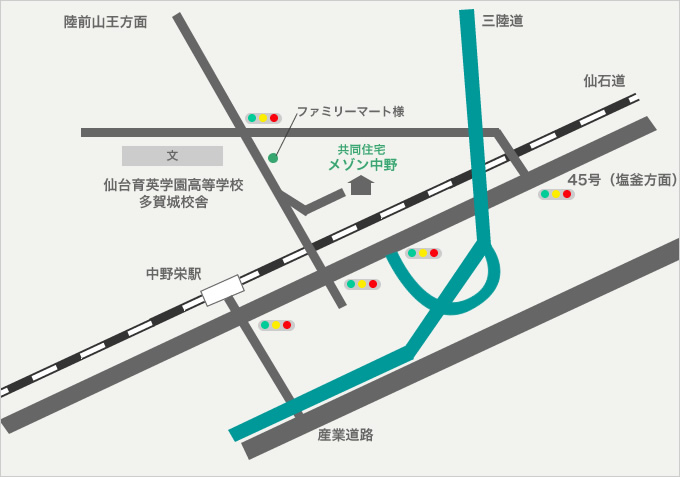 陸前山王方面
三陸道
仙石道
ファミリーマート様
文
共同住宅
メゾン中野
仙台育英学園高等学校
多賀城校舎
45号（塩釜方面）
中野栄駅
産業道路